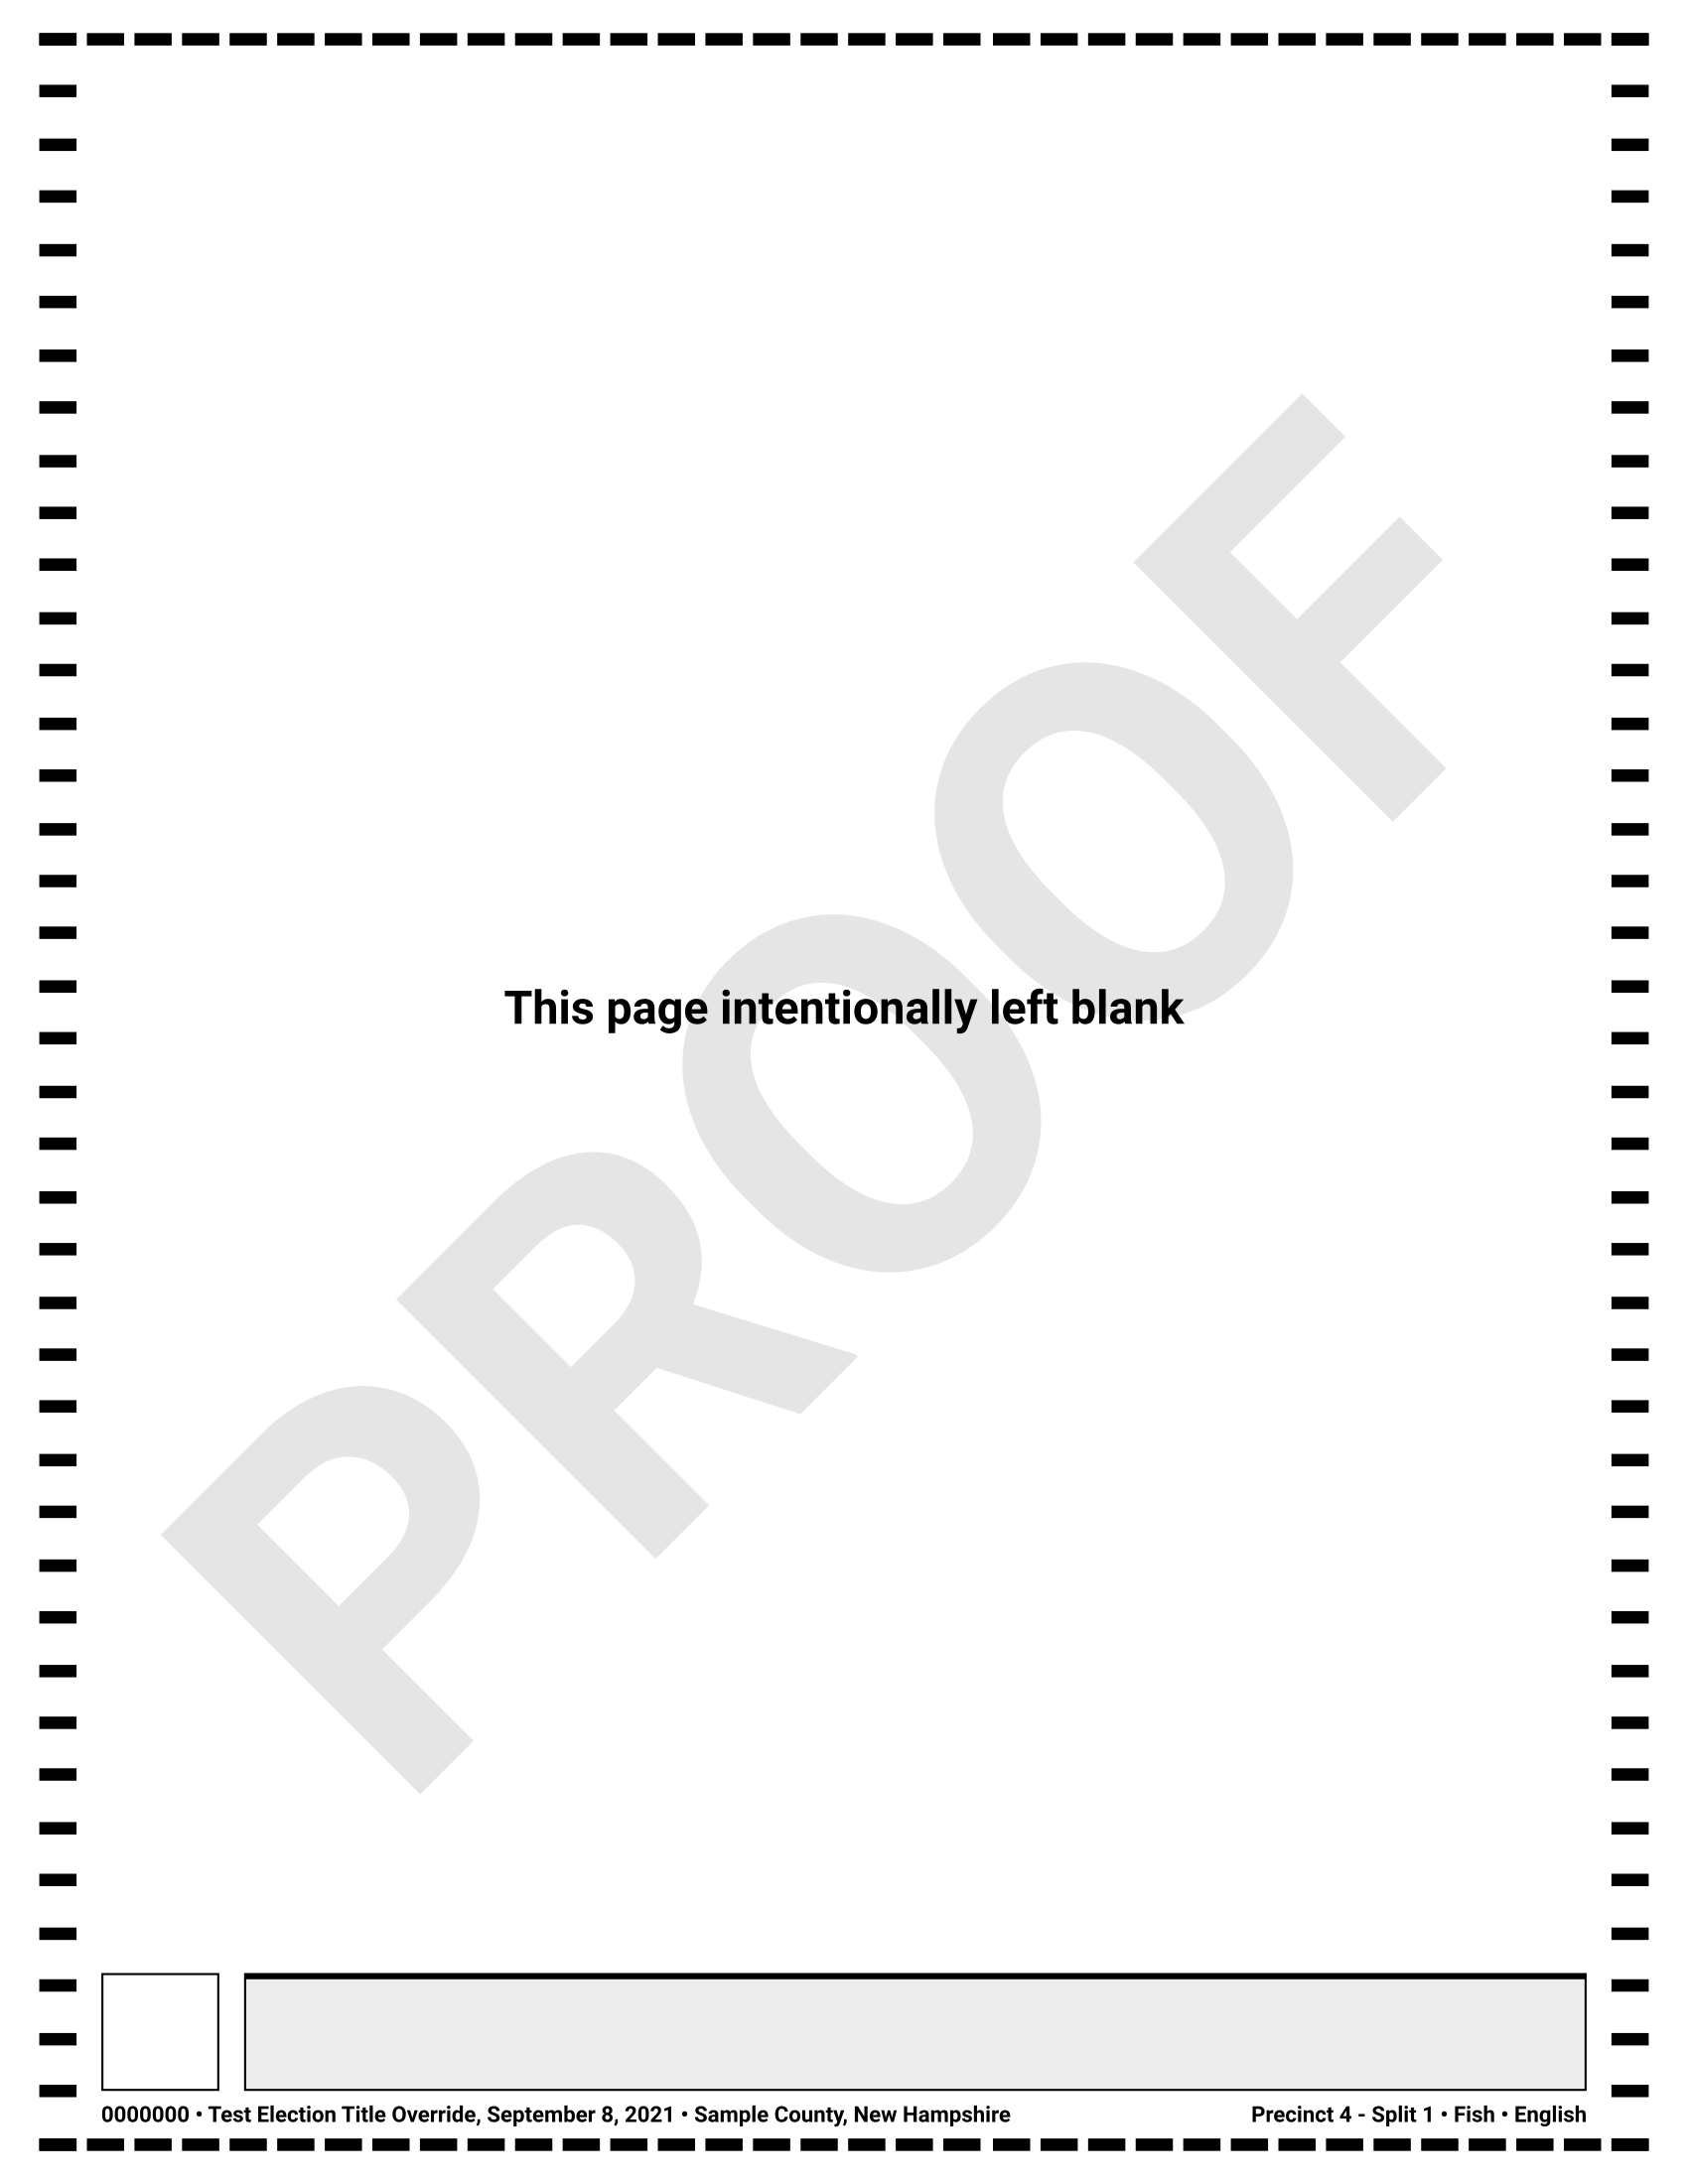 PROOF
This page intentionally left blank
0000000 • Test Election Title Override, September 8, 2021 • Sample County, New Hampshire
Precinct 4 - Split 1 • Fish • English